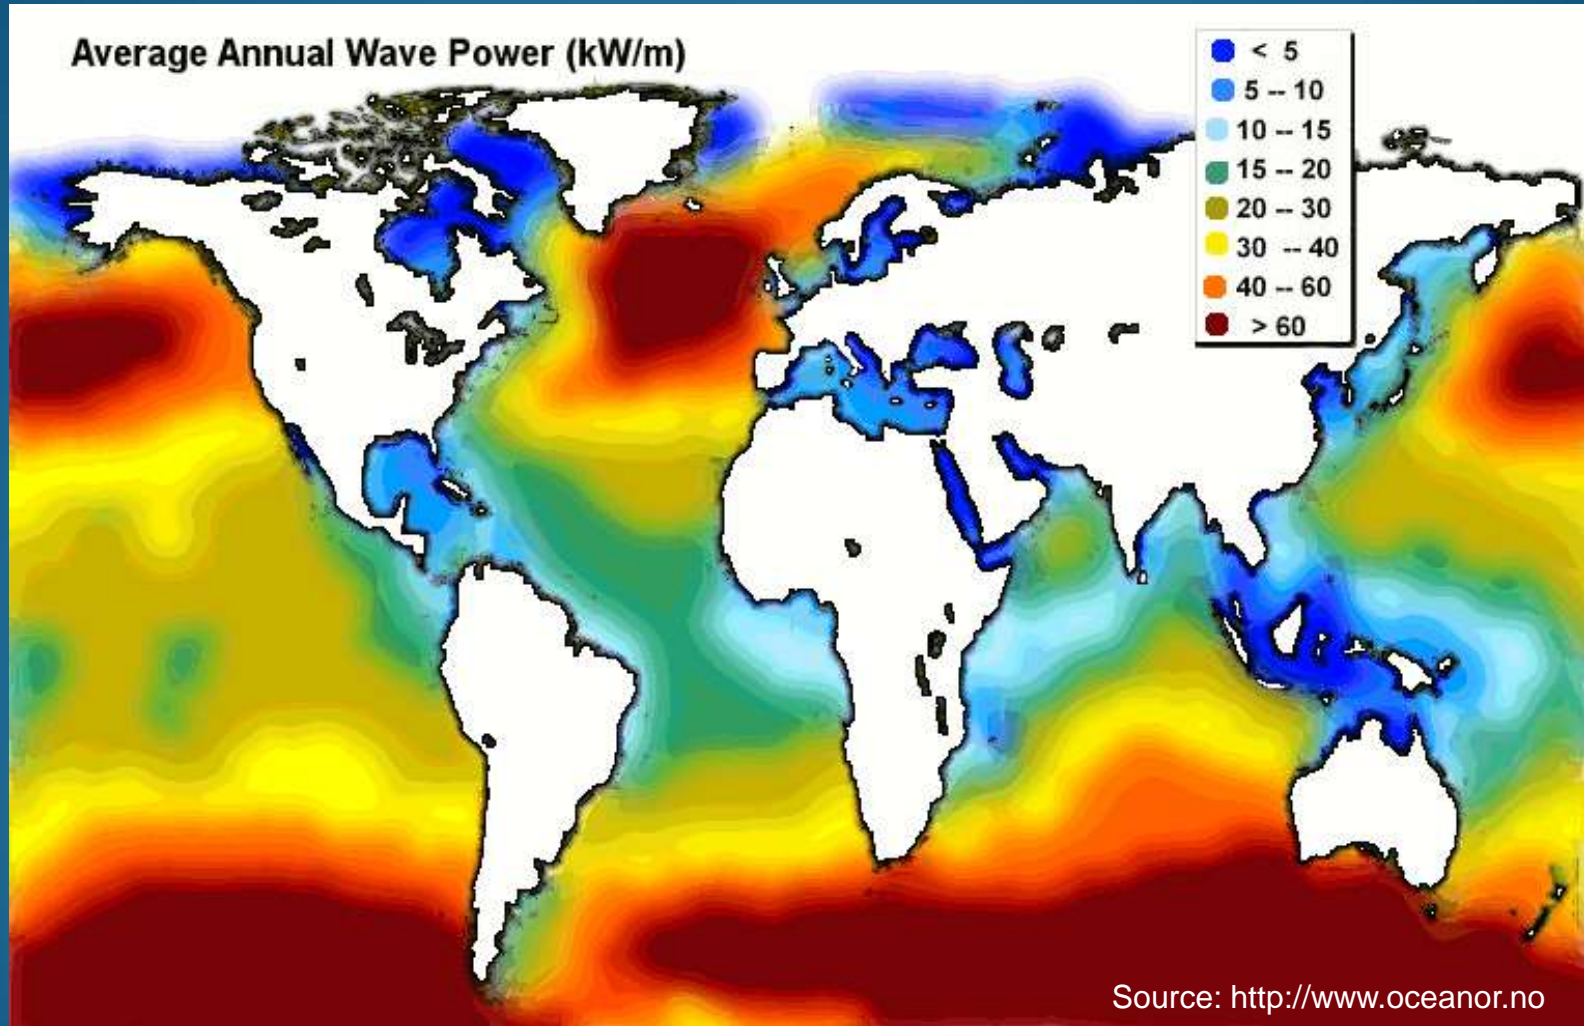 Average Annual Wave Power (kW/m)
< 5
5 -- 10
10 -- 15
15 -- 20
20 -- 30
30 -- 40
40 -- 60
> 60
Source: http://www.oceanor.no